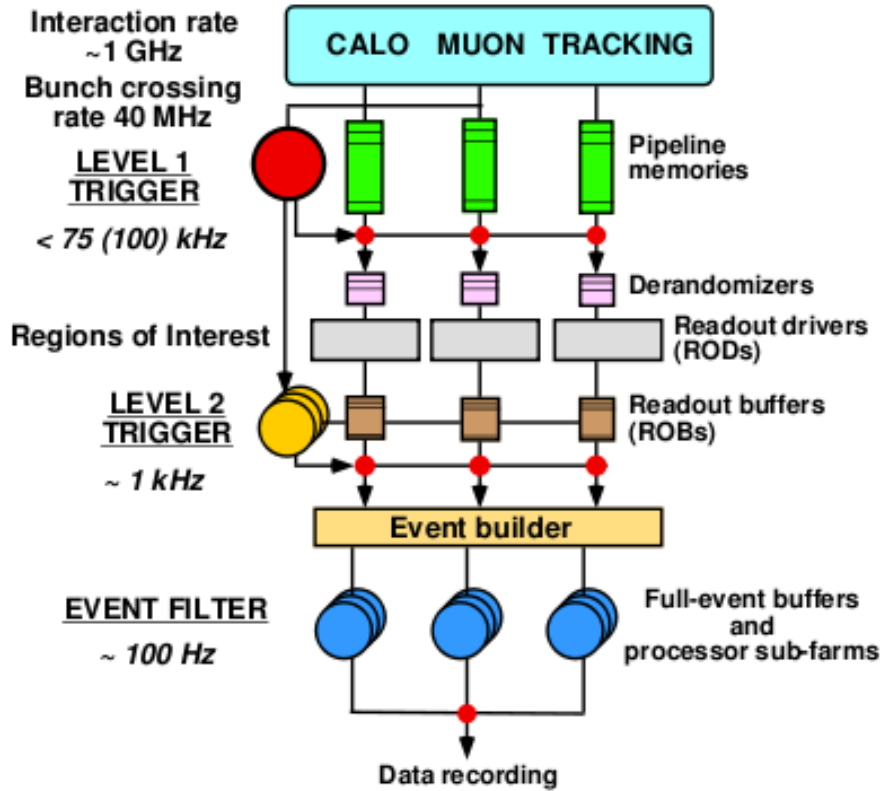 Interaction rate
~1 GHz
CALO MUON TRACKING
Bunch crossing
rate 40 MHz
LEVEL 1
TRIGGER
Pipeline
memories
< 75 (100) kHz
Derandomizers
Regions of Interest
Readout drivers
(RODs)
LEVEL 2
TRIGGER
Readout buffers
(ROBs)
~ 1 kHz
Event builder
EVENT FILTER
~ 100 Hz
Full-event buffers
and
processor sub-farms
Data recording